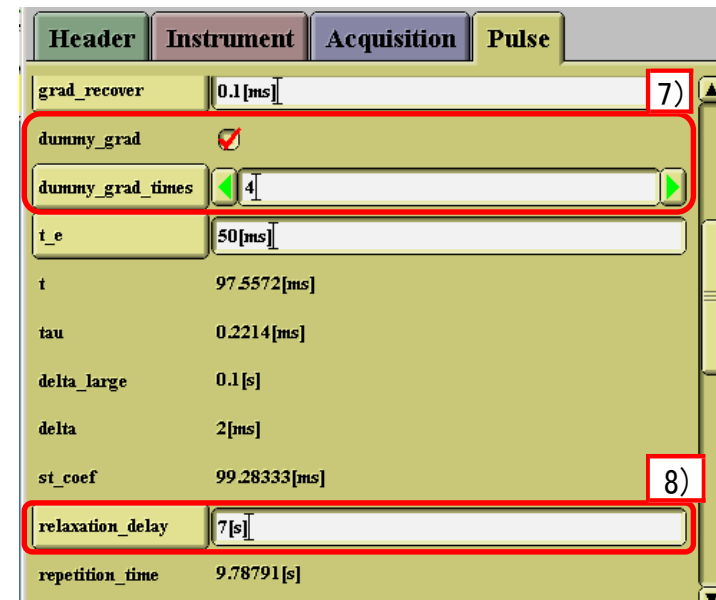 Header Instrument Acquisition Pulse
grad_recover 0.1[ms] 7)
dummy_grad
dummy_grad_times 4
t_e 50[ms]
t 97.5572[ms]
tau 0.2214[ms]
delta_large 0.1[s]
delta 2[ms]
st_coef 99.28333[ms]
8)
relaxation_delay 7[s]
repetition_time 9.78791[s]